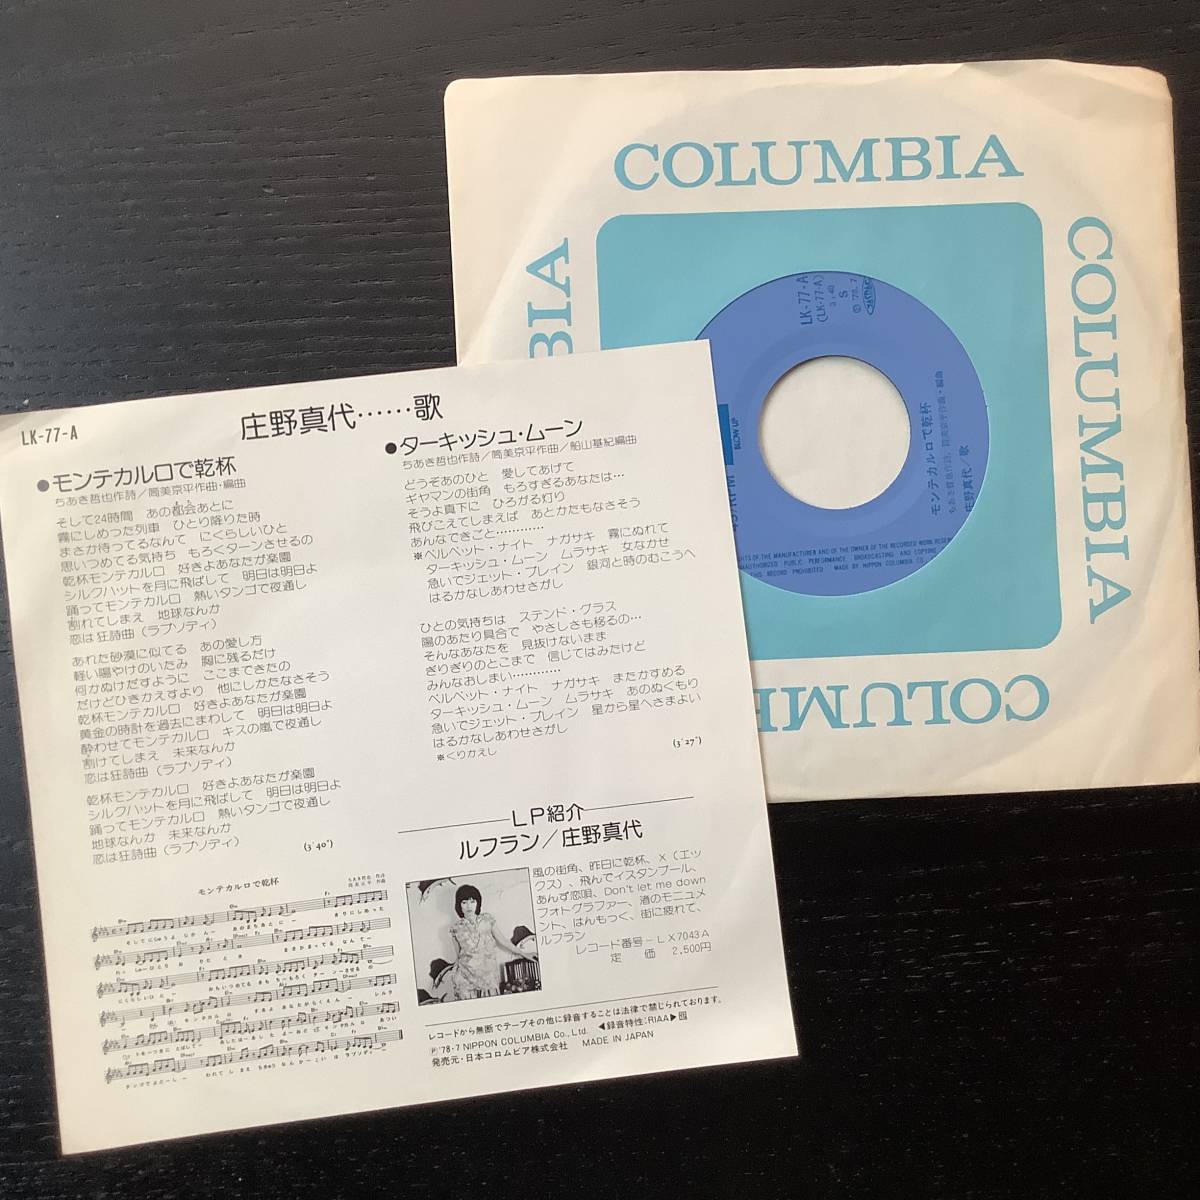 LK-77-A
庄野真代……歌
●モンテカルロで乾杯
ちあき哲也作詩／筒美京平作曲・編曲
そして24時間　あの都会あとに
霧にしめった列車　ひとり降りた時
まさか待ってるなんて　にくらしいひと
思いつめてる気持ち　もろくターンさせるの
乾杯モンテカルロ　好きよあなたが楽園
シルクハットを月に飛ばして　明日は明日よ
踊ってモンテカルロ　熱いタンゴで夜通し
割れてしまえ　地球なんか
恋は狂詩曲（ラプソディ）
あれた砂漠に似てる　あの愛し方
軽い陽やけのいたみ　胸に残るだけ
何かぬけだすように　ここまできたの
だけどひきかえすより　他にしかたなさそう
乾杯モンテカルロ　好きよあなたが楽園
黄金の時計を過去にまわして　明日は明日よ
酔わせてモンテカルロ　キスの嵐で夜通し
割けてしまえ　未来なんか
恋は狂詩曲（ラプソディ）
乾杯モンテカルロ　好きよあなたが楽園
シルクハットを月に飛ばして　明日は明日よ
踊ってモンテカルロ　熱いタンゴで夜通し
地球なんか　未来なんか
恋は狂詩曲（ラプソディ）
(3′40″)
●ターキッシュ・ムーン
ちあき哲也作詩／筒美京平作曲／船山基紀編曲
どうぞあのひと　愛してあげて
ギヤマンの街角　もろすぎるあなたは…
そうよ真下に　ひろがる灯り
飛びこえてしまえば　あとかたもなさそう
あんなできごと…………
※ベルベット・ナイト　ナガサキ　霧にぬれて
ターキッシュ・ムーン　ムラサキ　女なかせ
急いでジェット・プレイン　銀河と時のむこうへ
はるかなしあわせさがし
ひとの気持ちは　ステンド・グラス
陽のあたり具合で　やさしさも移るの…
そんなあなたを　見抜けないまま
ぎりぎりのとこまで　信じてはみたけど
みんなおしまい…………
ベルベット・ナイト　ナガサキ　またかすめる
ターキッシュ・ムーン　ムラサキ　あのぬくもり
急いでジェット・プレイン　星から星へさまよい
はるかなしあわせさがし
※くりかえし
(3′27″)
LP紹介
ルフラン／庄野真代
風の街角、昨日に乾杯、X（エッ
クス）、飛んでイスタンブール、
あんず恋唄、Don't let me down
フォトグラファー、渚のモニュメ
ント、はんもっく、街に疲れて、
ルフラン
レコード番号－LX7043A
定　価　2,500円
モンテカルロで乾杯
レコードから無断でテープその他に録音することは法律で禁じられております。
Ⓟ'78・7 NIPPON COLUMBIA Co., Ltd.　◀録音特性：RIAA▶
発売元・日本コロムビア株式会社　MADE IN JAPAN
COLUMBIA
COLUMBIA
COLUMBIA
BIA
LK-77-A
(LK-77-A)
3:40
S
Ⓟ '78.7
BLOW UP
RPM
モンテカルロで乾杯
ちあき哲也作詩，筒美京平作曲・編曲
庄野真代／歌